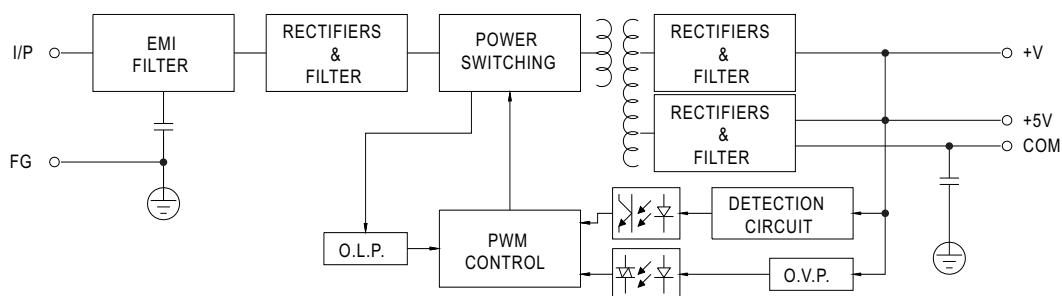 I/P
EMI
FILTER
RECTIFIERS
&
FILTER
POWER
SWITCHING
RECTIFIERS
&
FILTER
+V
RECTIFIERS
&
FILTER
+5V
COM
FG
O.L.P.
PWM
CONTROL
DETECTION
CIRCUIT
O.V.P.